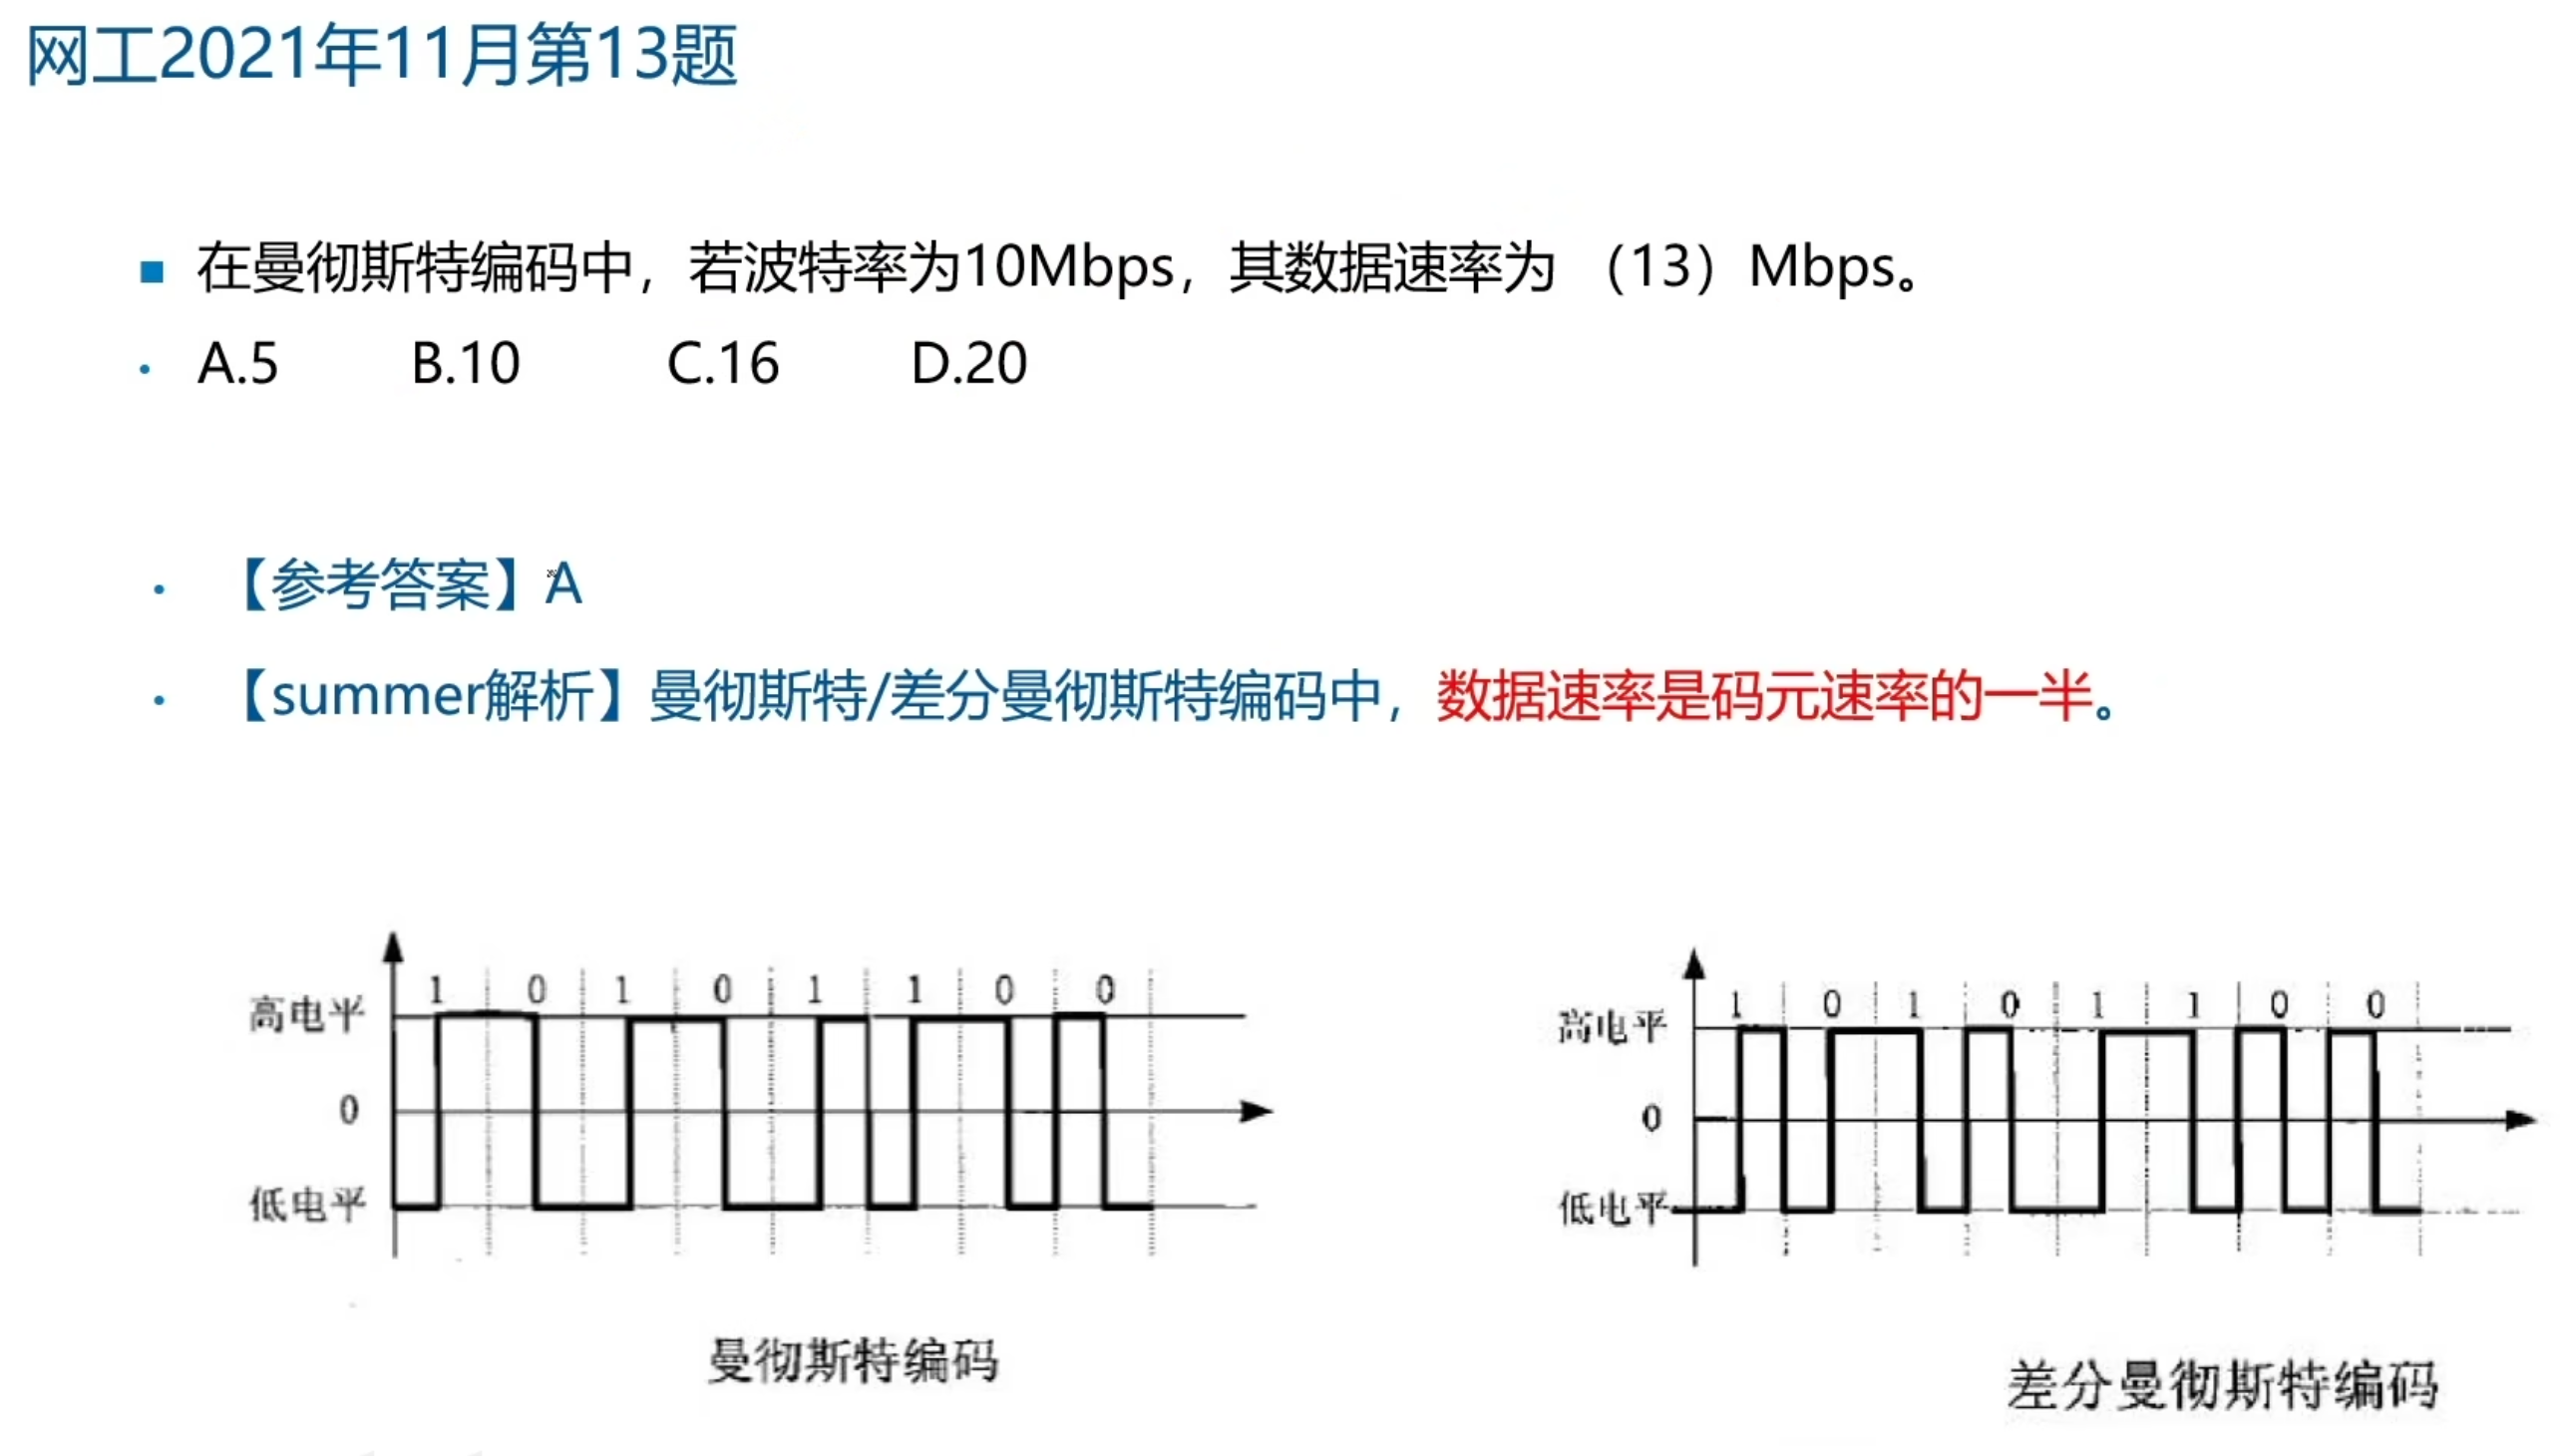 网工2021年11月第13题
■ 在曼彻斯特编码中，若波特率为10Mbps，其数据速率为 （13）Mbps。
• A.5 B.10 C.16 D.20
• 【参考答案】A
• 【summer解析】曼彻斯特/差分曼彻斯特编码中，数据速率是码元速率的一半。
1 0 1 0 1 1 0 0
高电平
0
低电平
曼彻斯特编码
1 0 1 0 1 1 0 0
高电平
0
低电平
差分曼彻斯特编码